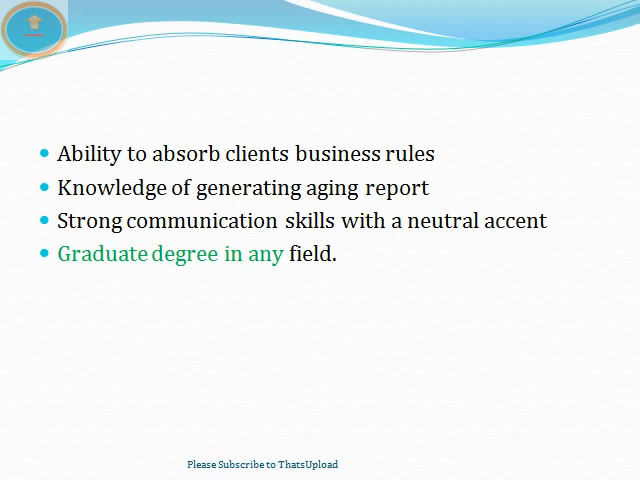 • Ability to absorb clients business rules
• Knowledge of generating aging report
• Strong communication skills with a neutral accent
• Graduate degree in any field.
Please Subscribe to ThatsUpload